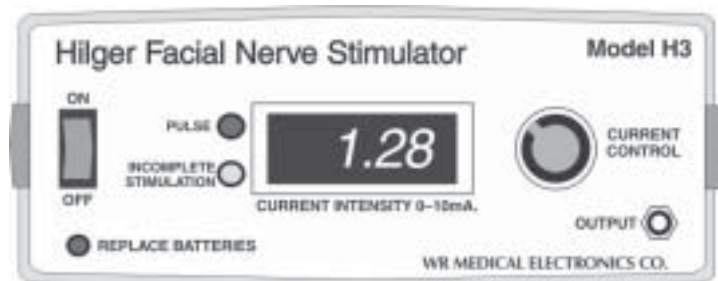 Hilger Facial Nerve Stimulator
Model H3
ON
OFF
PULSE
INCOMPLETE
STIMULATION
1.28
CURRENT INTENSITY 0–10mA.
CURRENT
CONTROL
OUTPUT
REPLACE BATTERIES
WR MEDICAL ELECTRONICS CO.